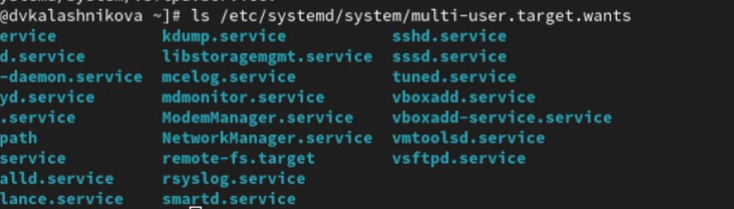 @dvkalashnikova ~]# ls /etc/systemd/system/multi-user.target.wants
ervice kdump.service sshd.service
d.service libstoragemgmt.service sssd.service
-daemon.service mcelog.service tuned.service
yd.service mdmonitor.service vboxadd.service
.service ModemManager.service vboxadd-service.service
path NetworkManager.service vmtoolsd.service
service remote-fs.target vsftpd.service
alld.service rsyslog.service
lance.service smartd.service